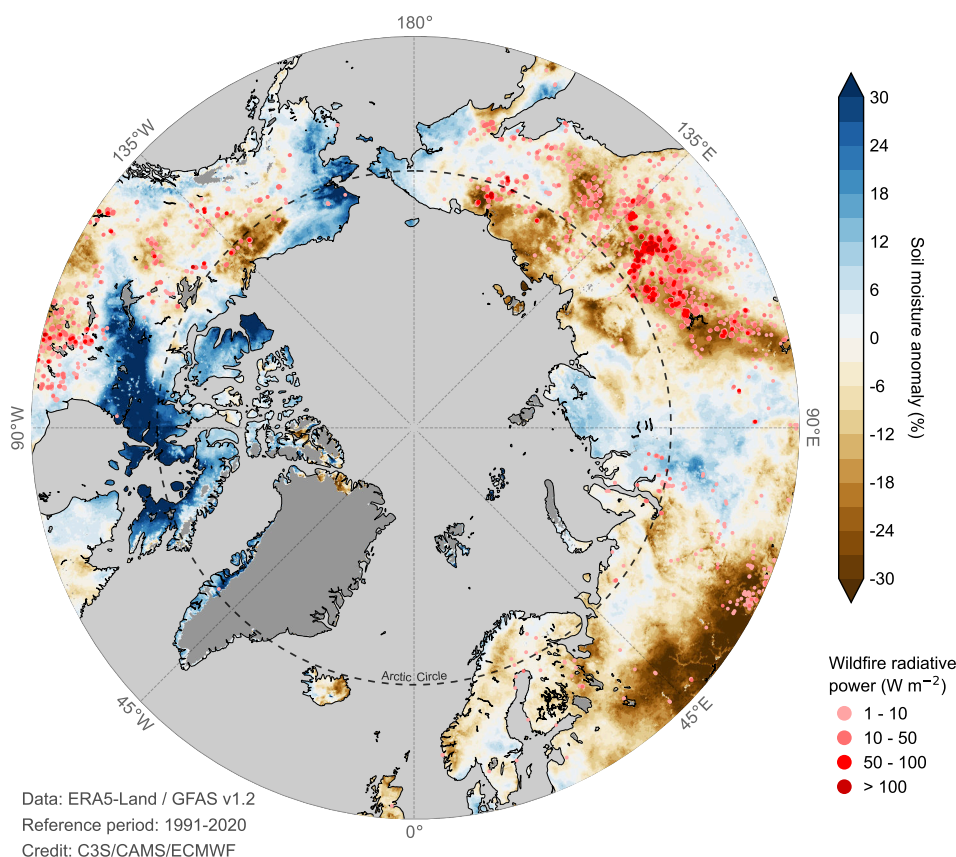 180°
135°W
135°E
90°W
90°E
45°W
45°E
0°
Arctic Circle
30
24
18
12
6
0
-6
-12
-18
-24
-30
Soil moisture anomaly (%)
Wildfire radiative
power (W m⁻²)
1 - 10
10 - 50
50 - 100
> 100
Data: ERA5-Land / GFAS v1.2
Reference period: 1991-2020
Credit: C3S/CAMS/ECMWF